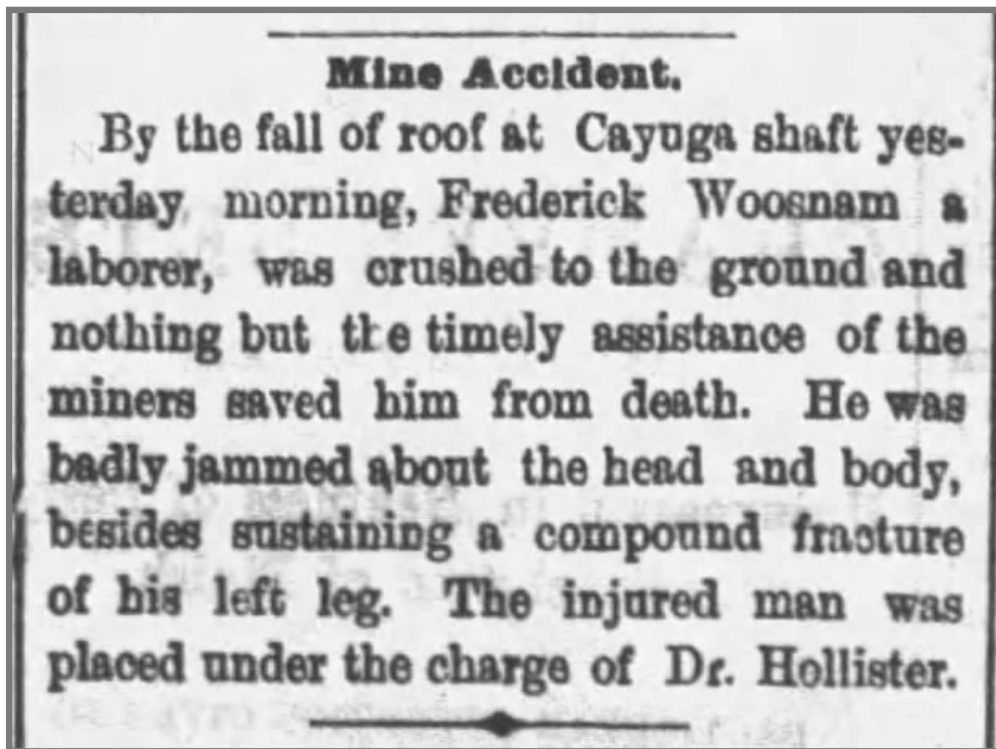 Mine Accident.
By the fall of roof at Cayuga shaft yes-
terday morning, Frederick Woosnam a
laborer, was crushed to the ground and
nothing but the timely assistance of the
miners saved him from death. He was
badly jammed about the head and body,
besides sustaining a compound fracture
of his left leg. The injured man was
placed under the charge of Dr. Hollister.